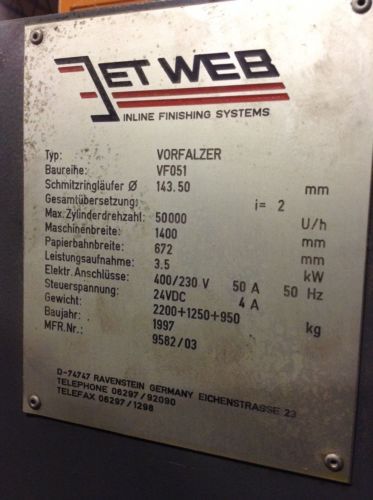 JET WEB
INLINE FINISHING SYSTEMS
Typ: VORFALZER
Baureihe: VF051
Schmitzringläufer Ø 143.50 mm
Gesamtübersetzung: i= 2
Max.Zylinderdrehzahl: 50000 U/h
Maschinenbreite: 1400 mm
Papierbahnbreite: 672 mm
Leistungsaufnahme: 3.5 kW
Elektr. Anschlüsse: 400/230 V 50 A 50 Hz
Steuerspannung: 24VDC 4 A
Gewicht: 2200+1250+950 kg
Baujahr: 1997
MFR.Nr.: 9582/03
D-74747 RAVENSTEIN GERMANY EICHENSTRASSE 23
TELEPHONE 06297/92090
TELEFAX 06297/1298